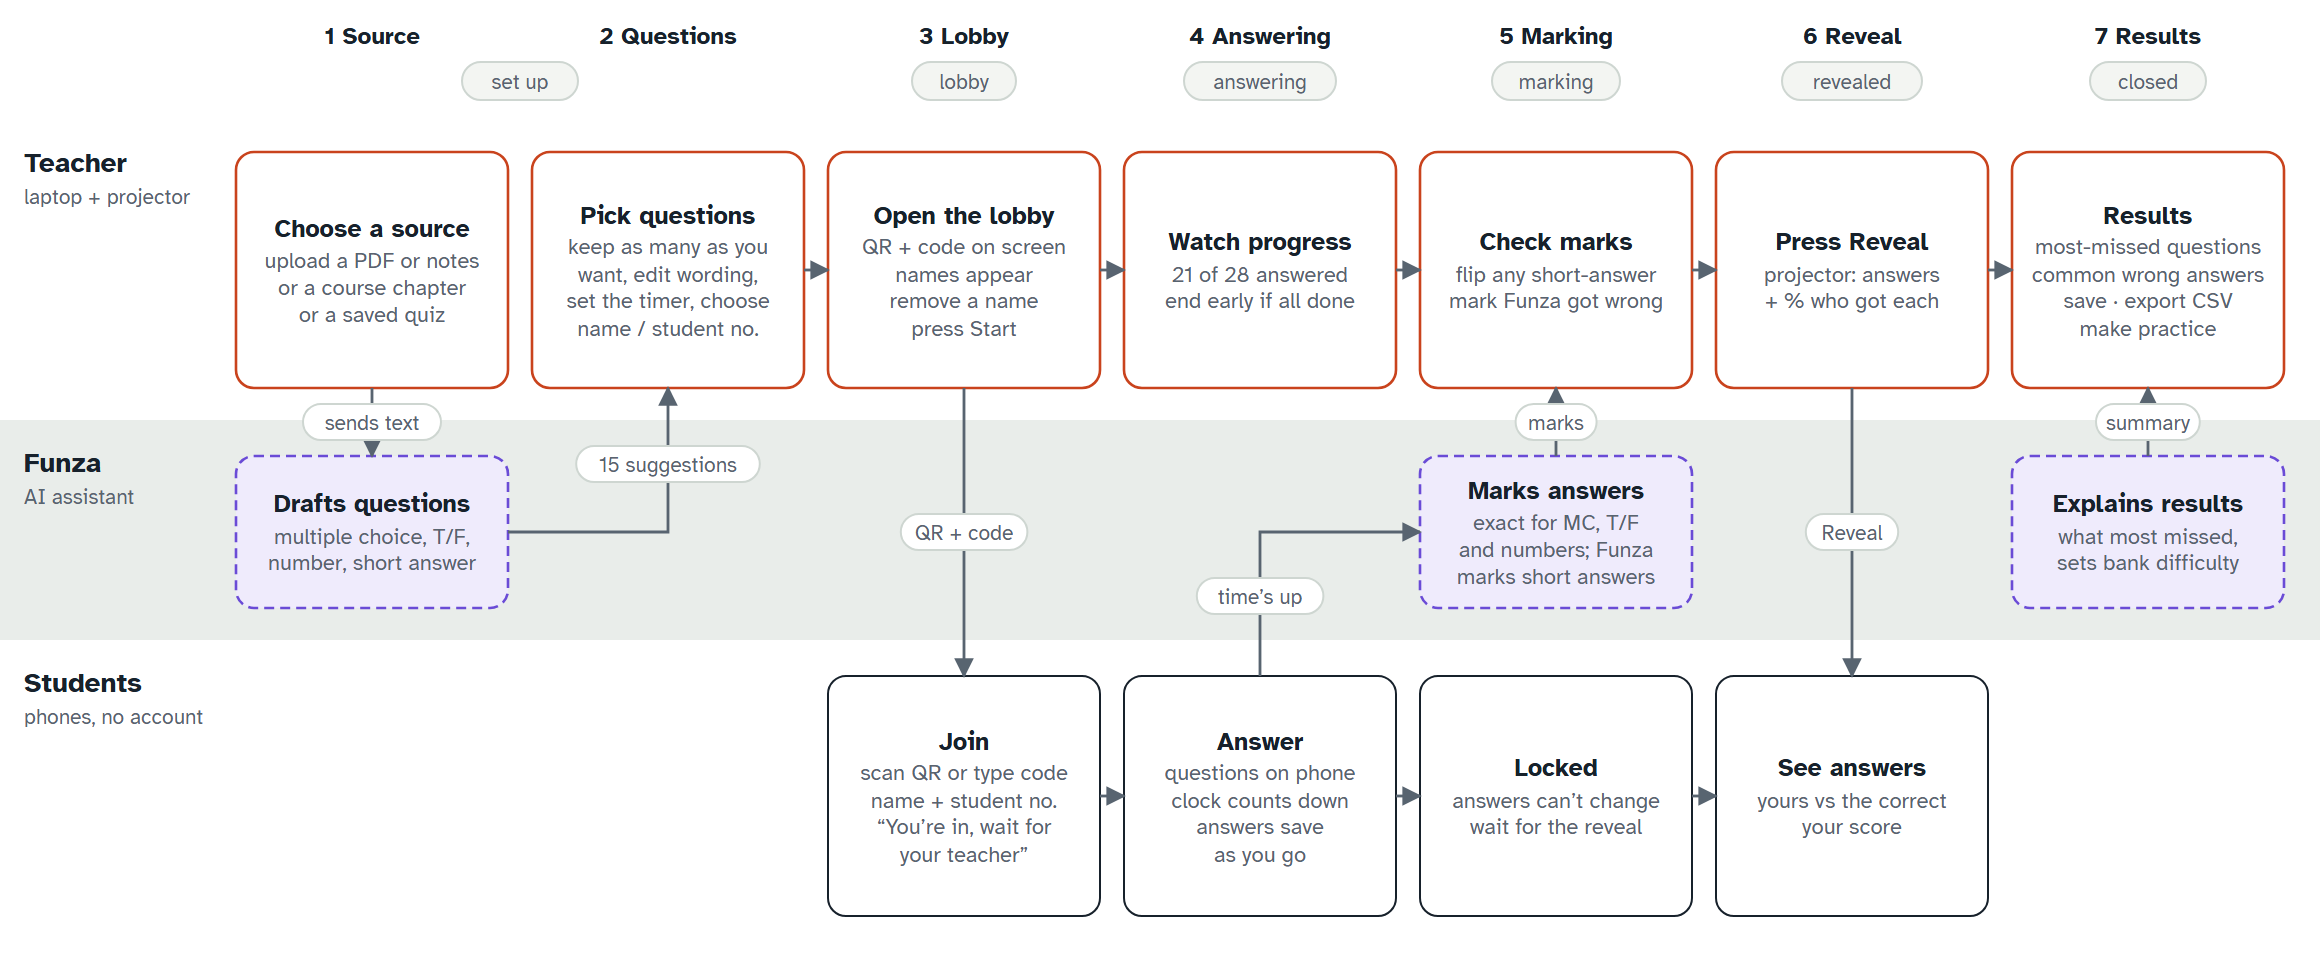 1 Source
2 Questions
3 Lobby
4 Answering
5 Marking
6 Reveal
7 Results
set up
lobby
answering
marking
revealed
closed
Teacher
laptop + projector
Choose a source
upload a PDF or notes
or a course chapter
or a saved quiz
Pick questions
keep as many as you
want, edit wording,
set the timer, choose
name / student no.
Open the lobby
QR + code on screen
names appear
remove a name
press Start
Watch progress
21 of 28 answered
end early if all done
Check marks
flip any short-answer
mark Funza got wrong
Press Reveal
projector: answers
+ % who got each
Results
most-missed questions
common wrong answers
save · export CSV
make practice
sends text
15 suggestions
QR + code
time’s up
marks
Reveal
summary
Funza
AI assistant
Drafts questions
multiple choice, T/F,
number, short answer
Marks answers
exact for MC, T/F
and numbers; Funza
marks short answers
Explains results
what most missed,
sets bank difficulty
Students
phones, no account
Join
scan QR or type code
name + student no.
“You’re in, wait for
your teacher”
Answer
questions on phone
clock counts down
answers save
as you go
Locked
answers can’t change
wait for the reveal
See answers
yours vs the correct
your score